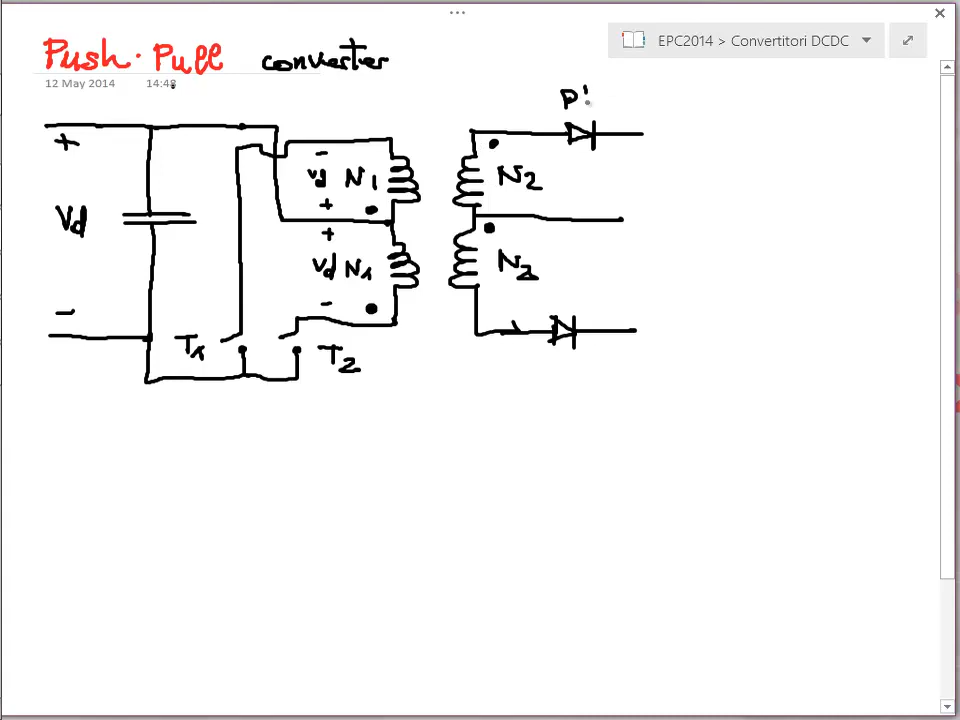 Push-Pull converter
EPC2014 > Convertitori DCDC
12 May 2014 14:48
D'
+
-
Vd N1
N2
+
Vd
+
Vd N1
N2
-
-
T1
T2